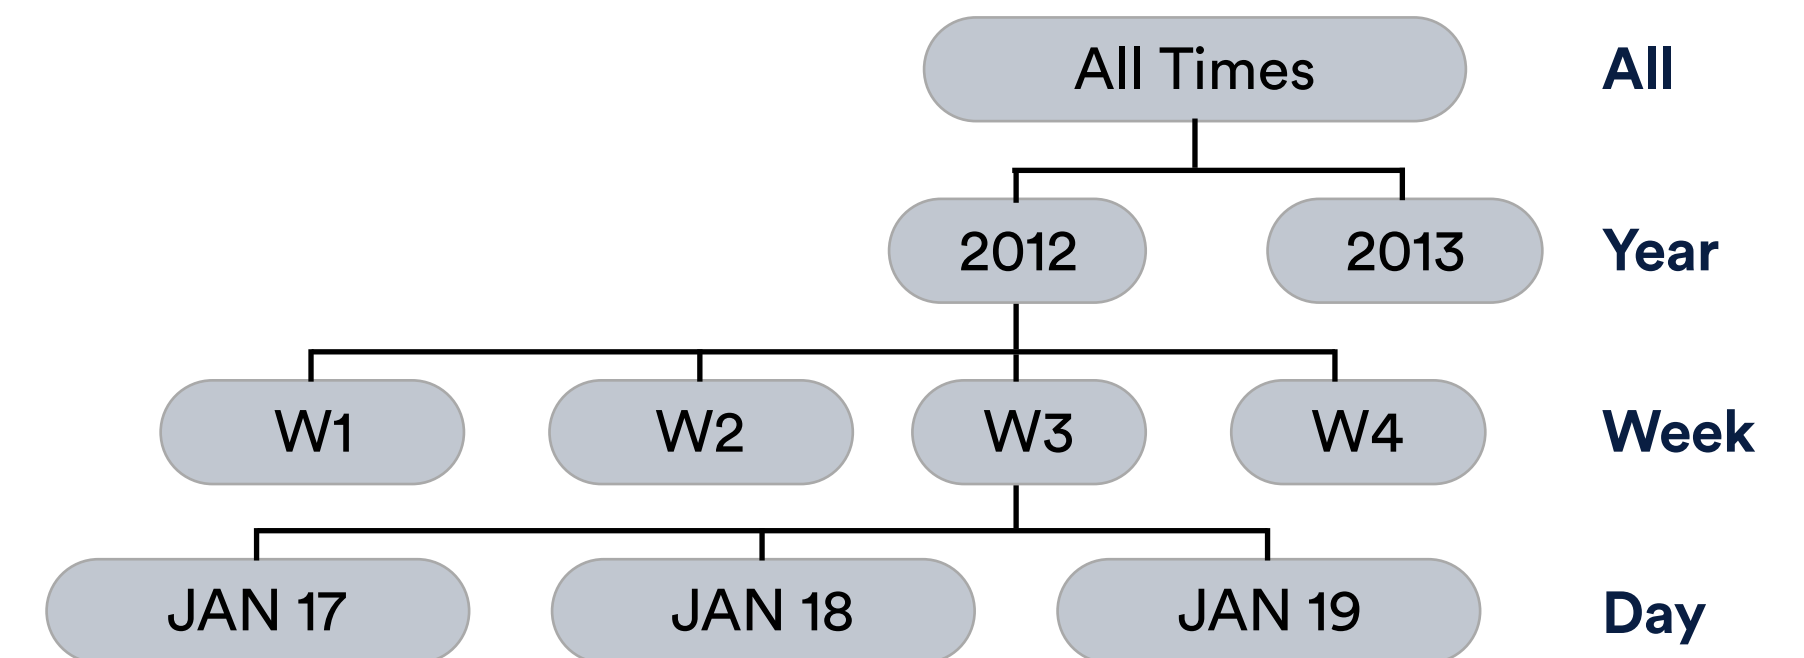 All Times All
2012 2013 Year
W1 W2 W3 W4 Week
JAN 17 JAN 18 JAN 19 Day